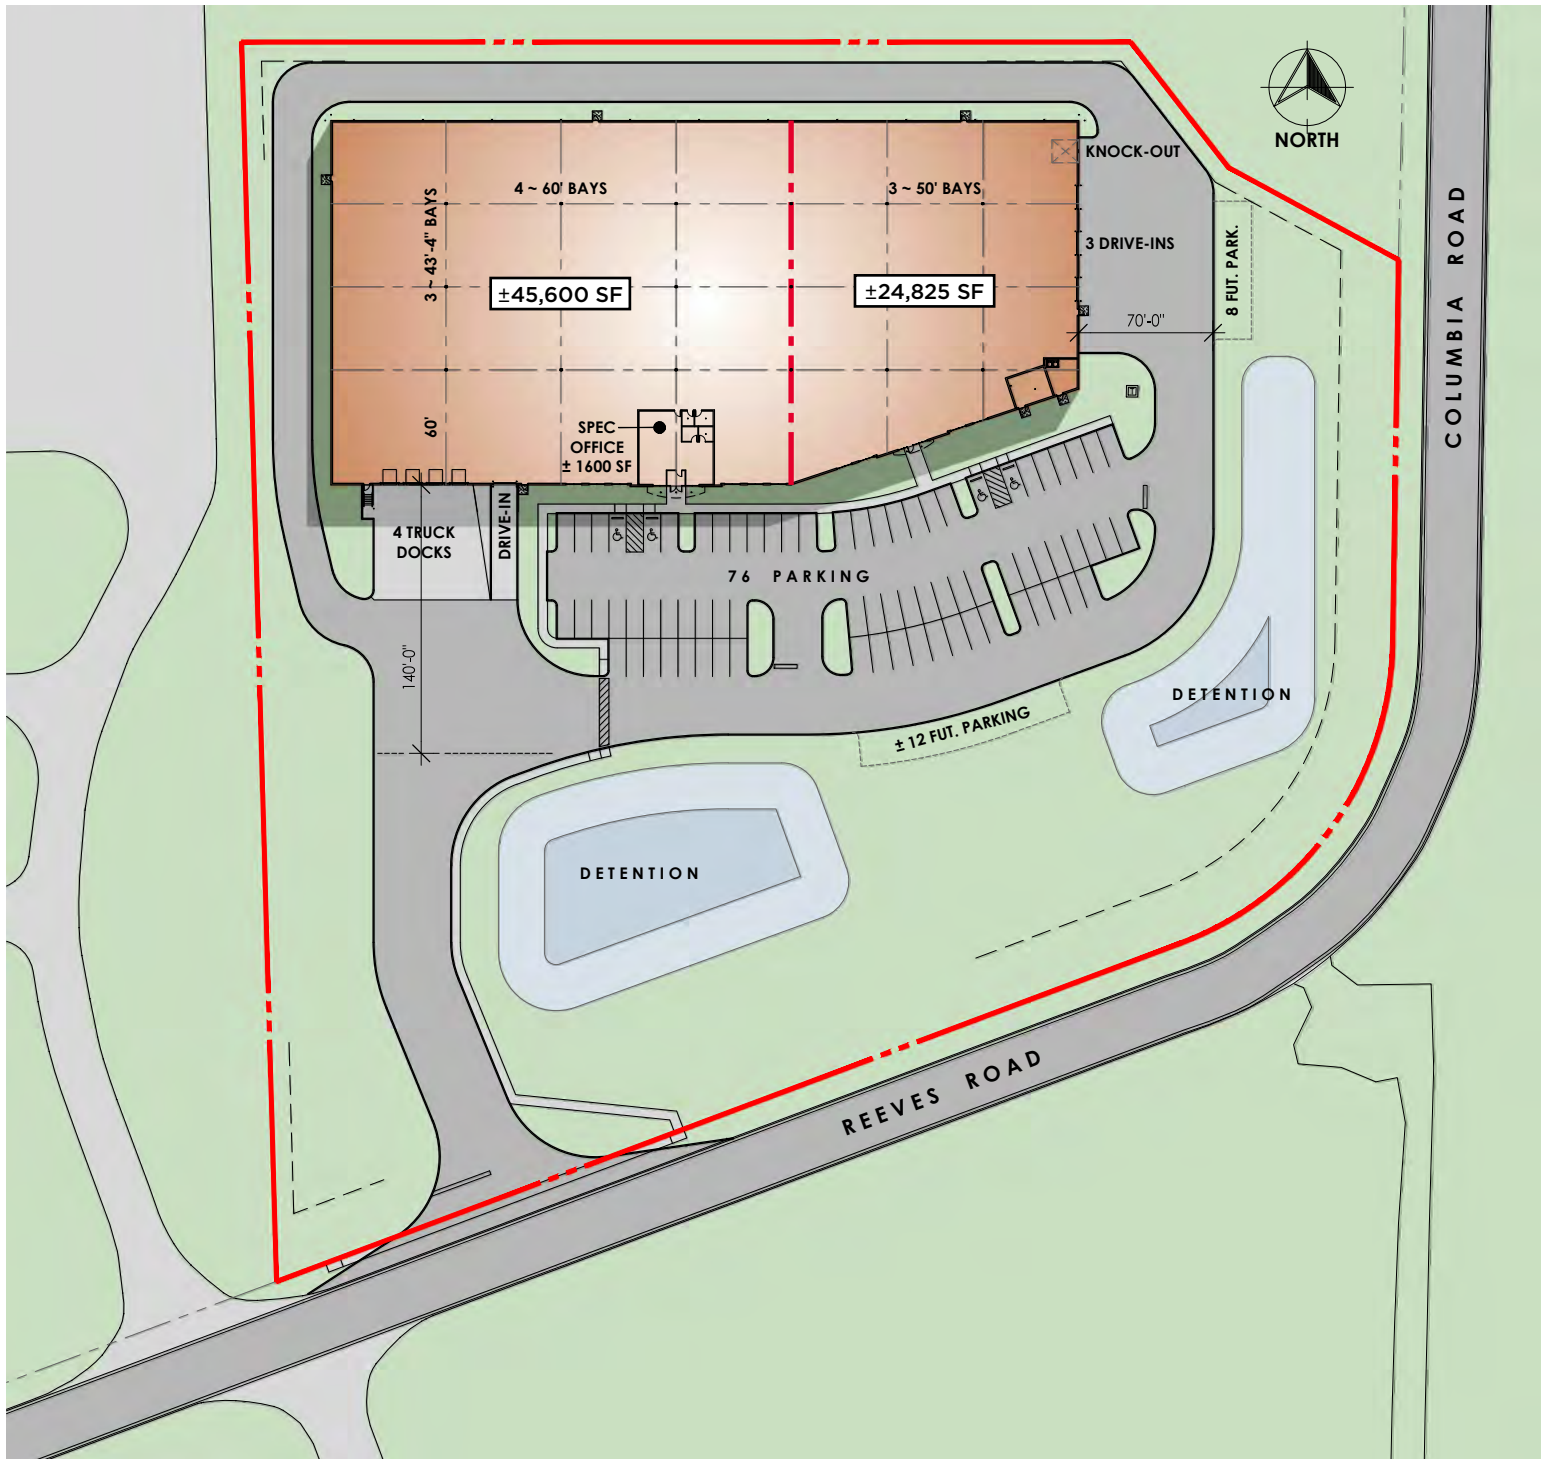 NORTH
KNOCK-OUT
4 ~ 60' BAYS
3 ~ 50' BAYS
3 ~ 43'-4" BAYS
3 DRIVE-INS
8 FUT. PARK.
±45,600 SF
±24,825 SF
70'-0"
COLUMBIA ROAD
60'
SPEC
OFFICE
± 1600 SF
4 TRUCK
DOCKS
DRIVE-IN
76 PARKING
140'-0"
DETENTION
± 12 FUT. PARKING
DETENTION
REEVES ROAD